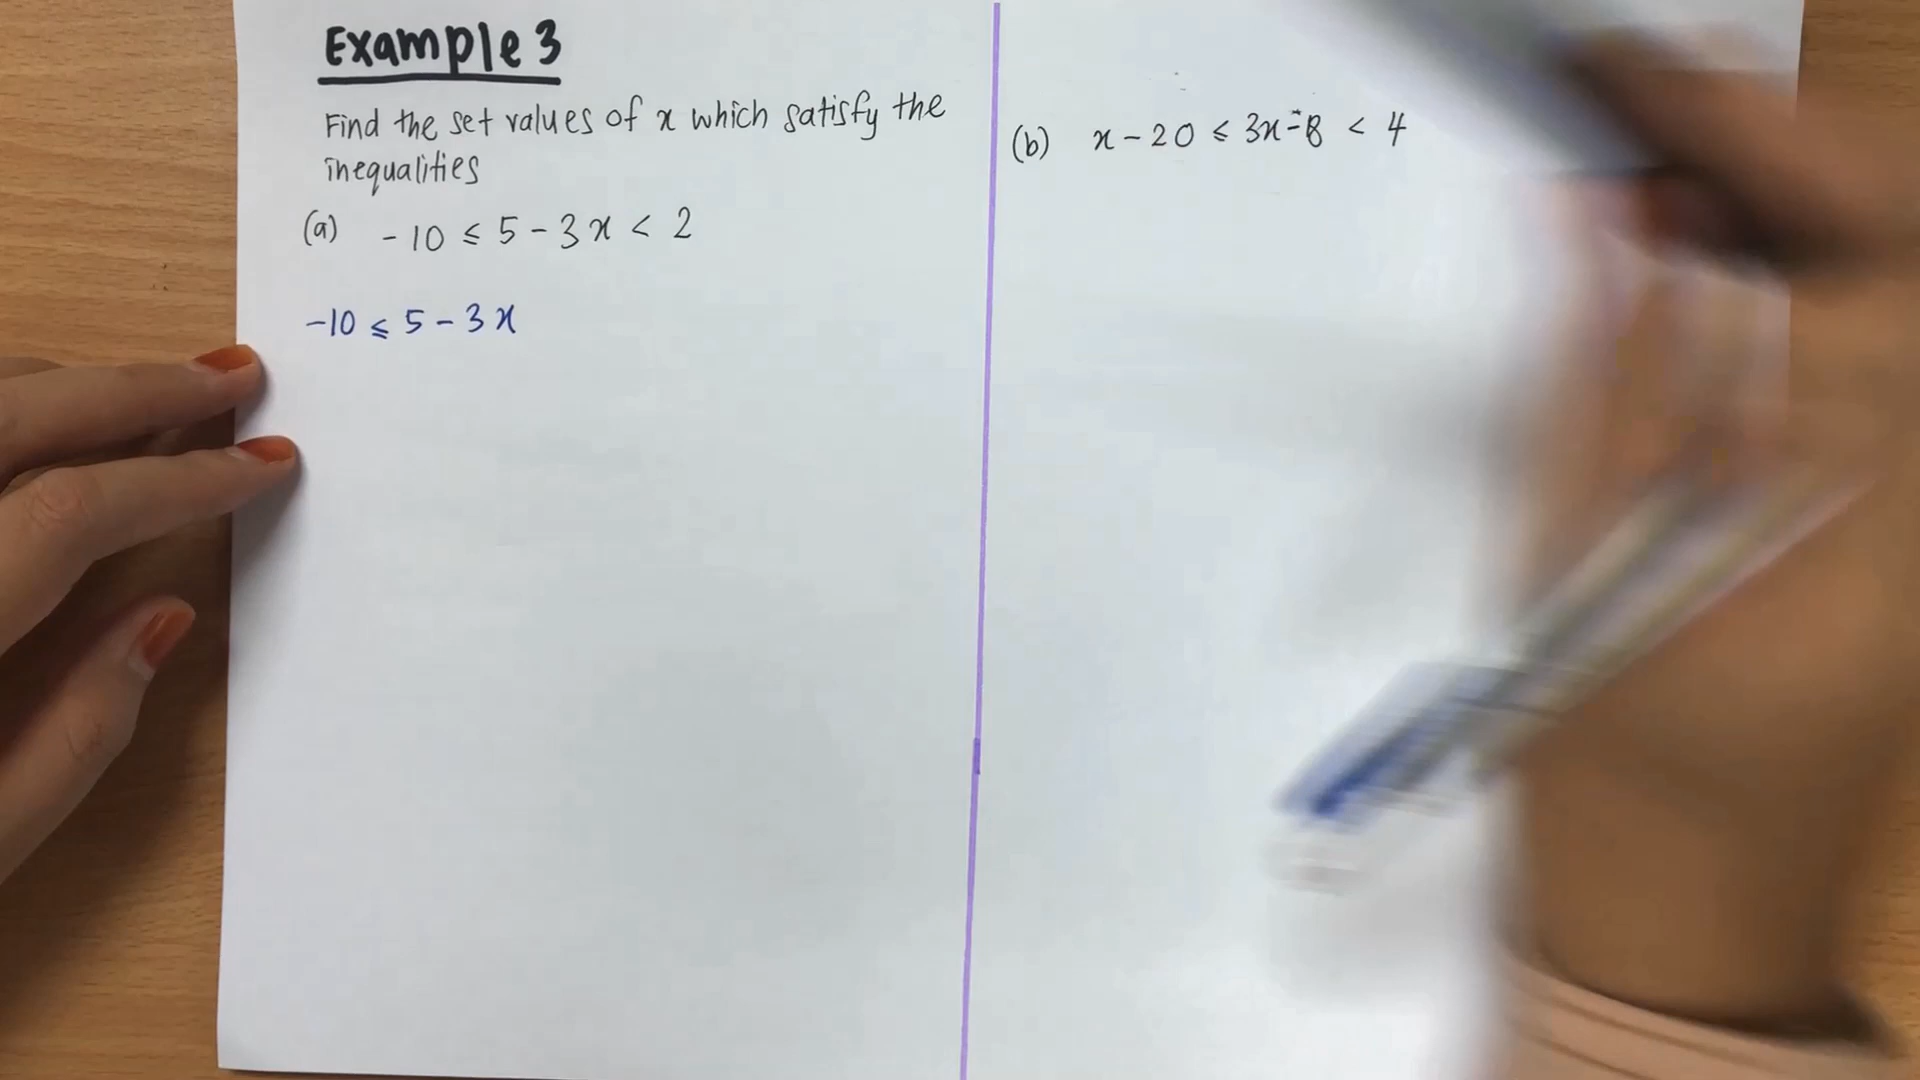 Example 3
Find the set values of x which satisfy the
inequalities
(a) -10 ≤ 5 - 3x < 2
-10 ≤ 5 - 3x
(b) x - 20 ≤ 3x - 8 < 4